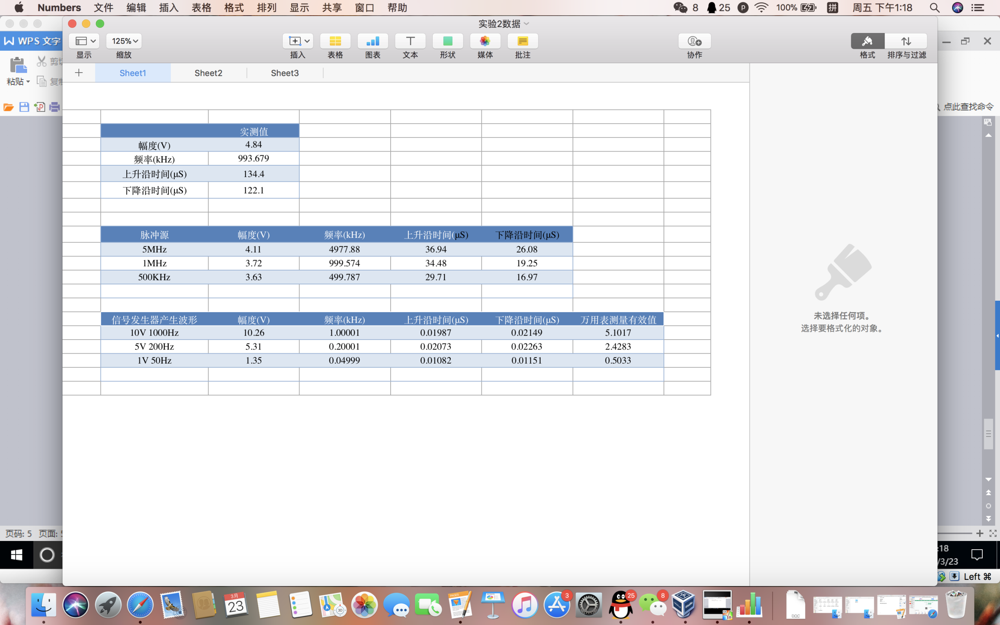 Numbers 文件 编辑 插入 表格 格式 排列 显示 共享 窗口 帮助 8 25 100% 拼 周五 下午1:18
实验2数据
WPS 文字 125%
显示 缩放 插入 表格 图表 文本 形状 媒体 批注 协作 格式 排序与过滤
粘贴
Sheet1 Sheet2 Sheet3
点此查找命令
实测值
幅度(V) 4.84
频率(kHz) 993.679
上升沿时间(μS) 134.4
下降沿时间(μS) 122.1
脉冲源 幅度(V) 频率(kHz) 上升沿时间(μS) 下降沿时间(μS)
5MHz 4.11 4977.88 36.94 26.08
1MHz 3.72 999.574 34.48 19.25
500KHz 3.63 499.787 29.71 16.97
信号发生器产生波形 幅度(V) 频率(kHz) 上升沿时间(μS) 下降沿时间(μS) 万用表测量有效值
10V 1000Hz 10.26 1.00001 0.01987 0.02149 5.1017
5V 200Hz 5.31 0.20001 0.02073 0.02263 2.4283
1V 50Hz 1.35 0.04999 0.01082 0.01151 0.5033
未选择任何项。
选择要格式化的对象。
页码: 5 页面:
:18
/3/23
Left ⌘
3月
23
PAGES
3D
3
25
8
10
DOC